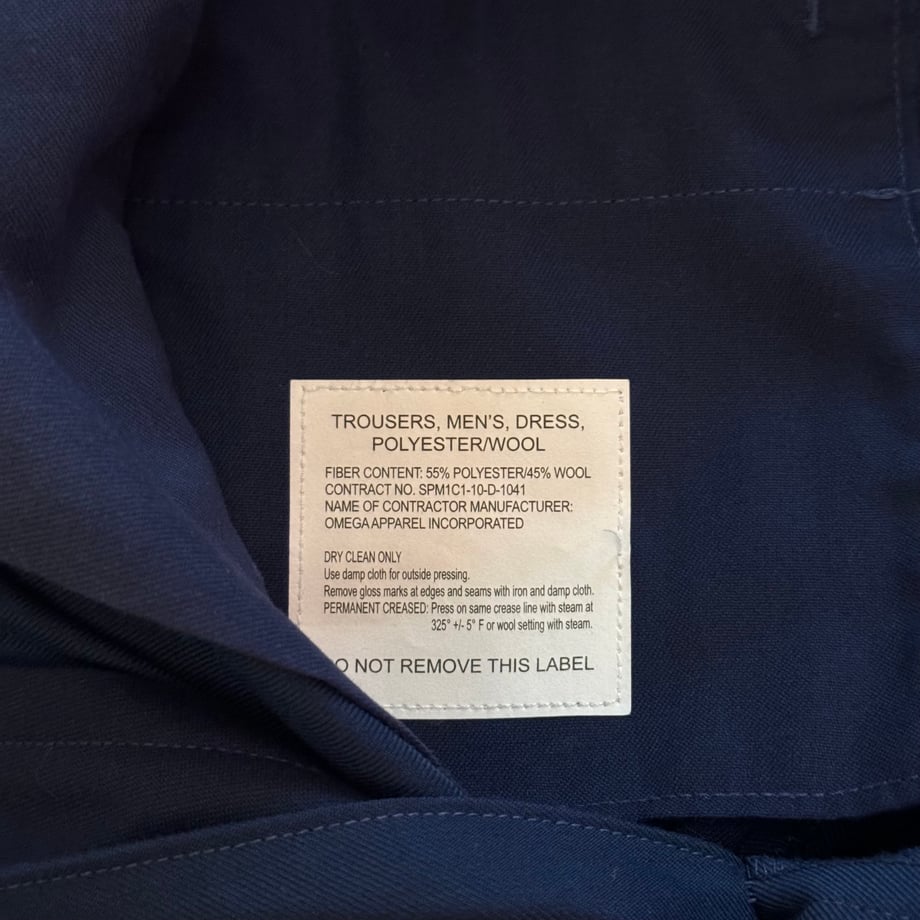 TROUSERS, MEN'S, DRESS,
POLYESTER/WOOL
FIBER CONTENT: 55% POLYESTER/45% WOOL
CONTRACT NO. SPM1C1-10-D-1041
NAME OF CONTRACTOR MANUFACTURER:
OMEGA APPAREL INCORPORATED
DRY CLEAN ONLY
Use damp cloth for outside pressing.
Remove gloss marks at edges and seams with iron and damp cloth.
PERMANENT CREASED: Press on same crease line with steam at
325° +/- 5° F or wool setting with steam.
O NOT REMOVE THIS LABEL